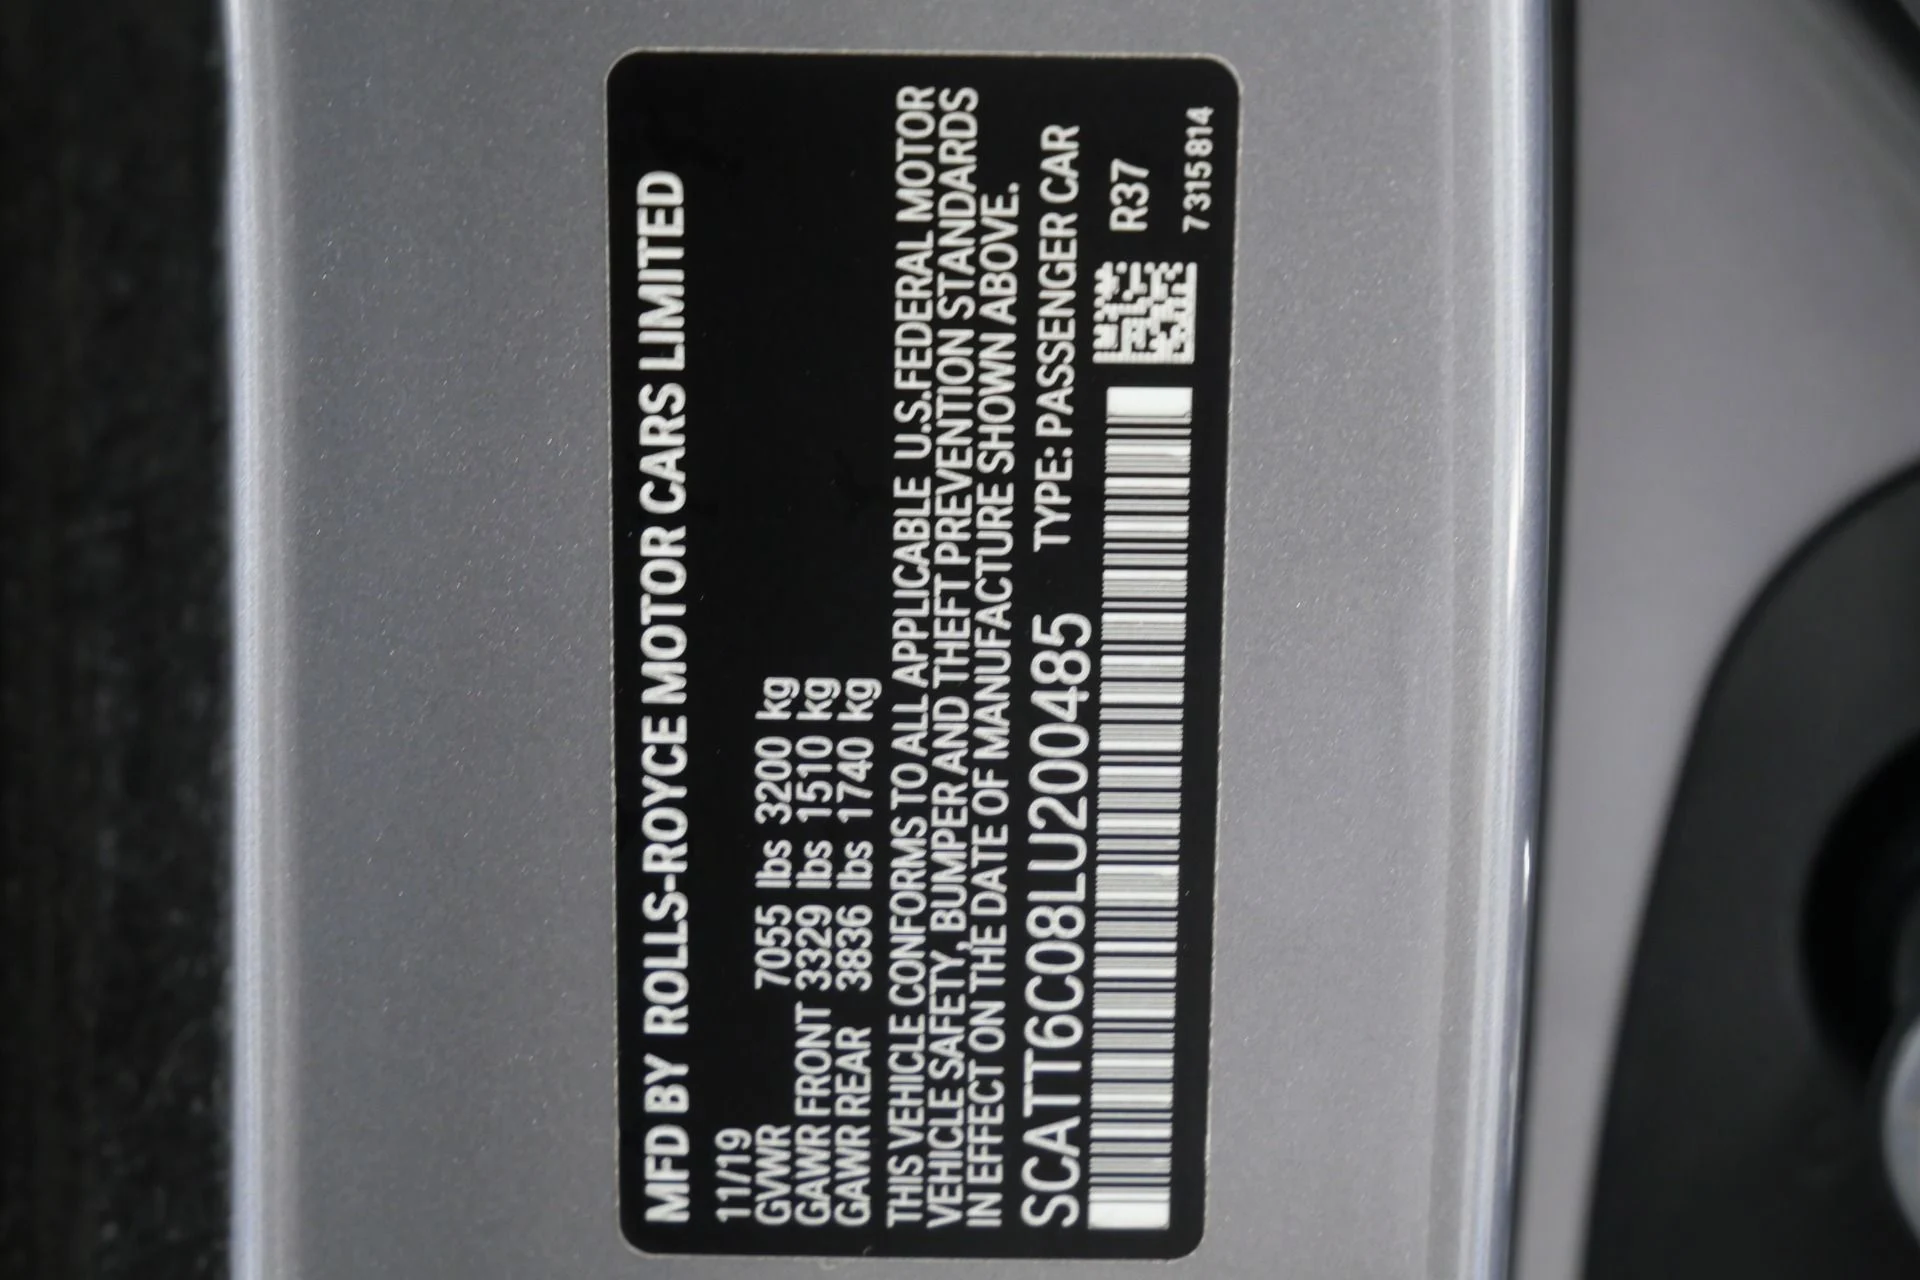 MFD BY ROLLS-ROYCE MOTOR CARS LIMITED
11/19
GVWR 7055 lbs 3200 kg
GAWR FRONT 3329 lbs 1510 kg
GAWR REAR 3836 lbs 1740 kg
THIS VEHICLE CONFORMS TO ALL APPLICABLE U.S.FEDERAL MOTOR
VEHICLE SAFETY, BUMPER AND THEFT PREVENTION STANDARDS
IN EFFECT ON THE DATE OF MANUFACTURE SHOWN ABOVE.
SCATT6C08LU200485 TYPE: PASSENGER CAR
R37
7315814